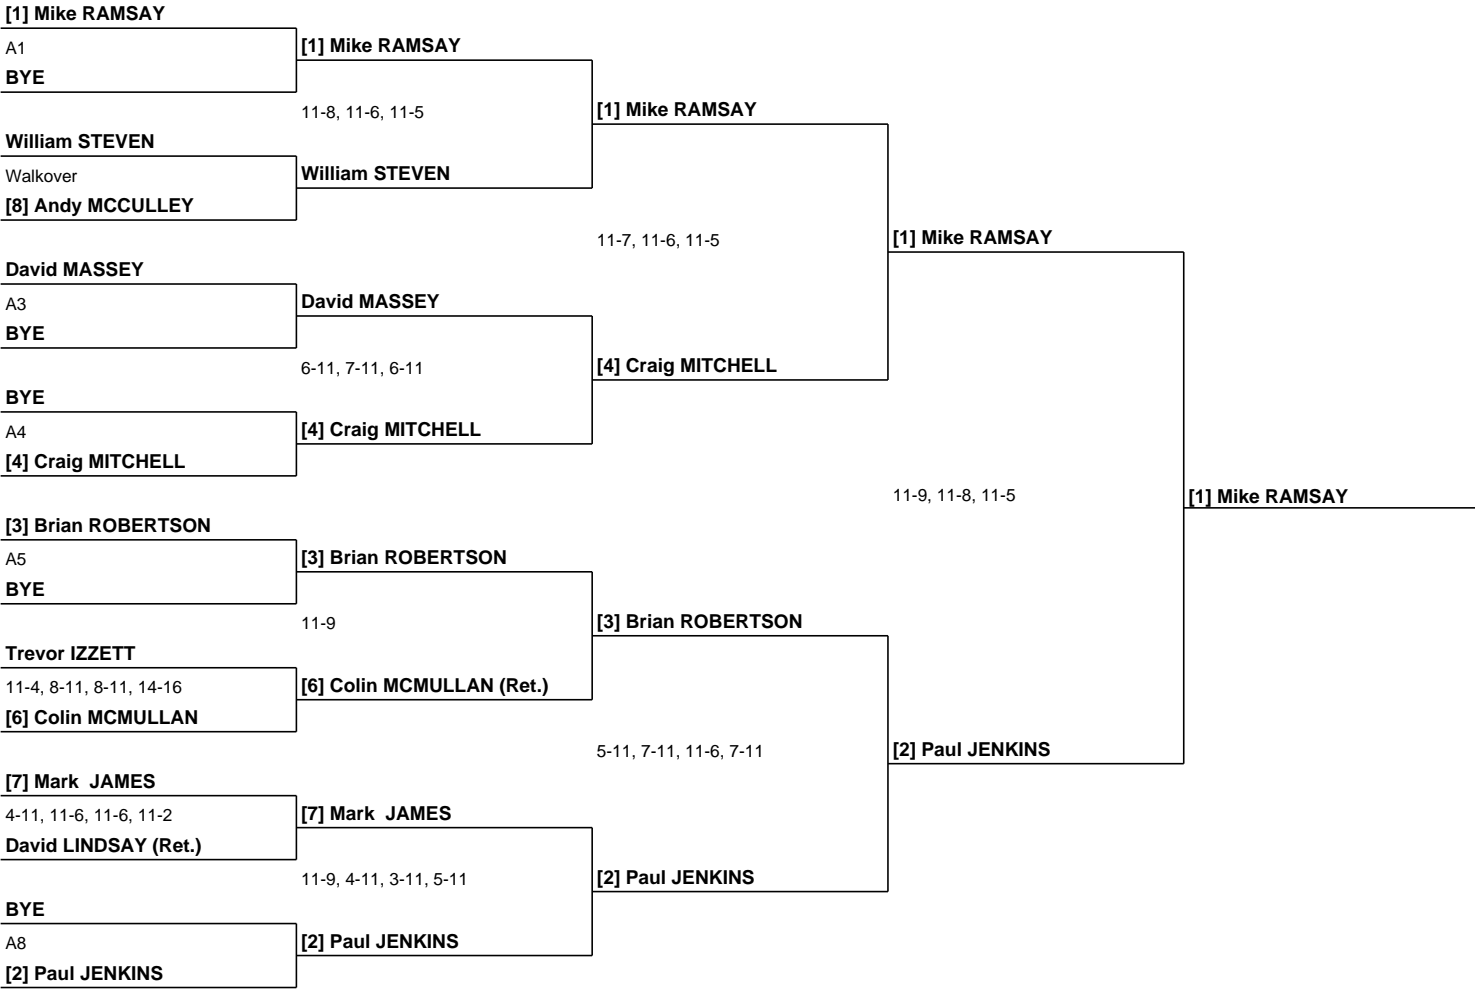 [1] Mike RAMSAY
A1
BYE
William STEVEN
Walkover
[8] Andy MCCULLEY
David MASSEY
A3
BYE
BYE
A4
[4] Craig MITCHELL
[3] Brian ROBERTSON
A5
BYE
Trevor IZZETT
11-4, 8-11, 8-11, 14-16
[6] Colin MCMULLAN
[7] Mark  JAMES
4-11, 11-6, 11-6, 11-2
David LINDSAY (Ret.)
BYE
A8
[2] Paul JENKINS
[1] Mike RAMSAY
11-8, 11-6, 11-5
William STEVEN
David MASSEY
6-11, 7-11, 6-11
[4] Craig MITCHELL
[3] Brian ROBERTSON
11-9
[6] Colin MCMULLAN (Ret.)
[7] Mark  JAMES
11-9, 4-11, 3-11, 5-11
[2] Paul JENKINS
[1] Mike RAMSAY
11-7, 11-6, 11-5
[4] Craig MITCHELL
[3] Brian ROBERTSON
5-11, 7-11, 11-6, 7-11
[2] Paul JENKINS
[1] Mike RAMSAY
11-9, 11-8, 11-5
[2] Paul JENKINS
[1] Mike RAMSAY